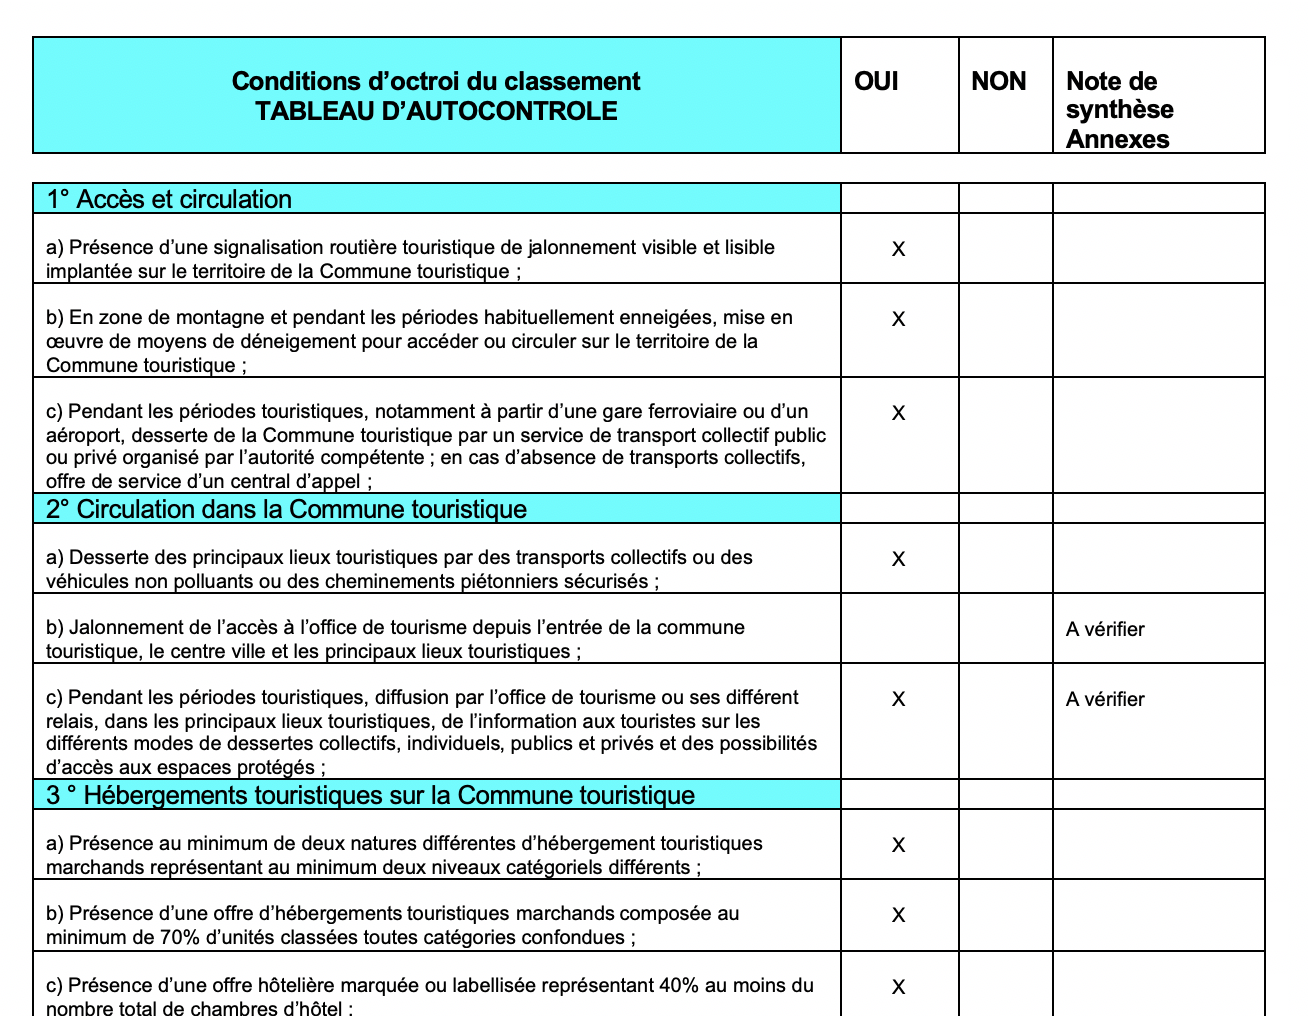 Conditions d’octroi du classement
TABLEAU D’AUTOCONTROLE
OUI
NON
Note de
synthèse
Annexes
1° Accès et circulation
a) Présence d’une signalisation routière touristique de jalonnement visible et lisible
implantée sur le territoire de la Commune touristique ;
X
b) En zone de montagne et pendant les périodes habituellement enneigées, mise en
œuvre de moyens de déneigement pour accéder ou circuler sur le territoire de la
Commune touristique ;
X
c) Pendant les périodes touristiques, notamment à partir d’une gare ferroviaire ou d’un
aéroport, desserte de la Commune touristique par un service de transport collectif public
ou privé organisé par l’autorité compétente ; en cas d’absence de transports collectifs,
offre de service d’un central d’appel ;
X
2° Circulation dans la Commune touristique
a) Desserte des principaux lieux touristiques par des transports collectifs ou des
véhicules non polluants ou des cheminements piétonniers sécurisés ;
X
b) Jalonnement de l’accès à l’office de tourisme depuis l’entrée de la commune
touristique, le centre ville et les principaux lieux touristiques ;
A vérifier
c) Pendant les périodes touristiques, diffusion par l’office de tourisme ou ses différent
relais, dans les principaux lieux touristiques, de l’information aux touristes sur les
différents modes de dessertes collectifs, individuels, publics et privés et des possibilités
d’accès aux espaces protégés ;
X
A vérifier
3 ° Hébergements touristiques sur la Commune touristique
a) Présence au minimum de deux natures différentes d’hébergement touristiques
marchands représentant au minimum deux niveaux catégoriels différents ;
X
b) Présence d’une offre d’hébergements touristiques marchands composée au
minimum de 70% d’unités classées toutes catégories confondues ;
X
c) Présence d’une offre hôtelière marquée ou labellisée représentant 40% au moins du
nombre total de chambres d’hôtel ;
X